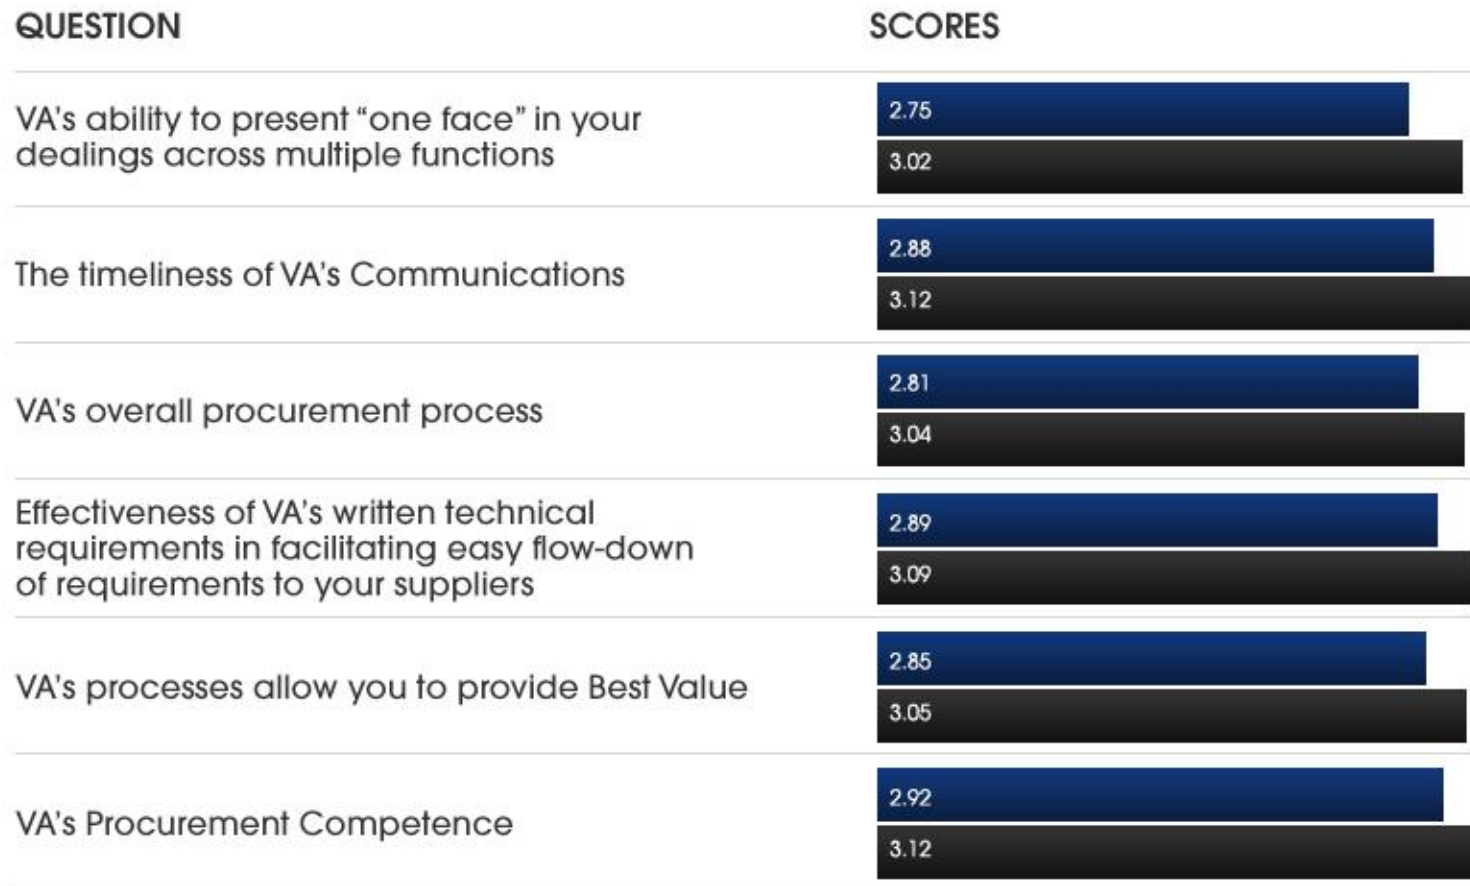 QUESTION
SCORES
VA's ability to present “one face” in your
dealings across multiple functions
2.75
3.02
The timeliness of VA's Communications
2.88
3.12
VA's overall procurement process
2.81
3.04
Effectiveness of VA's written technical
requirements in facilitating easy flow-down
of requirements to your suppliers
2.89
3.09
VA's processes allow you to provide Best Value
2.85
3.05
VA's Procurement Competence
2.92
3.12